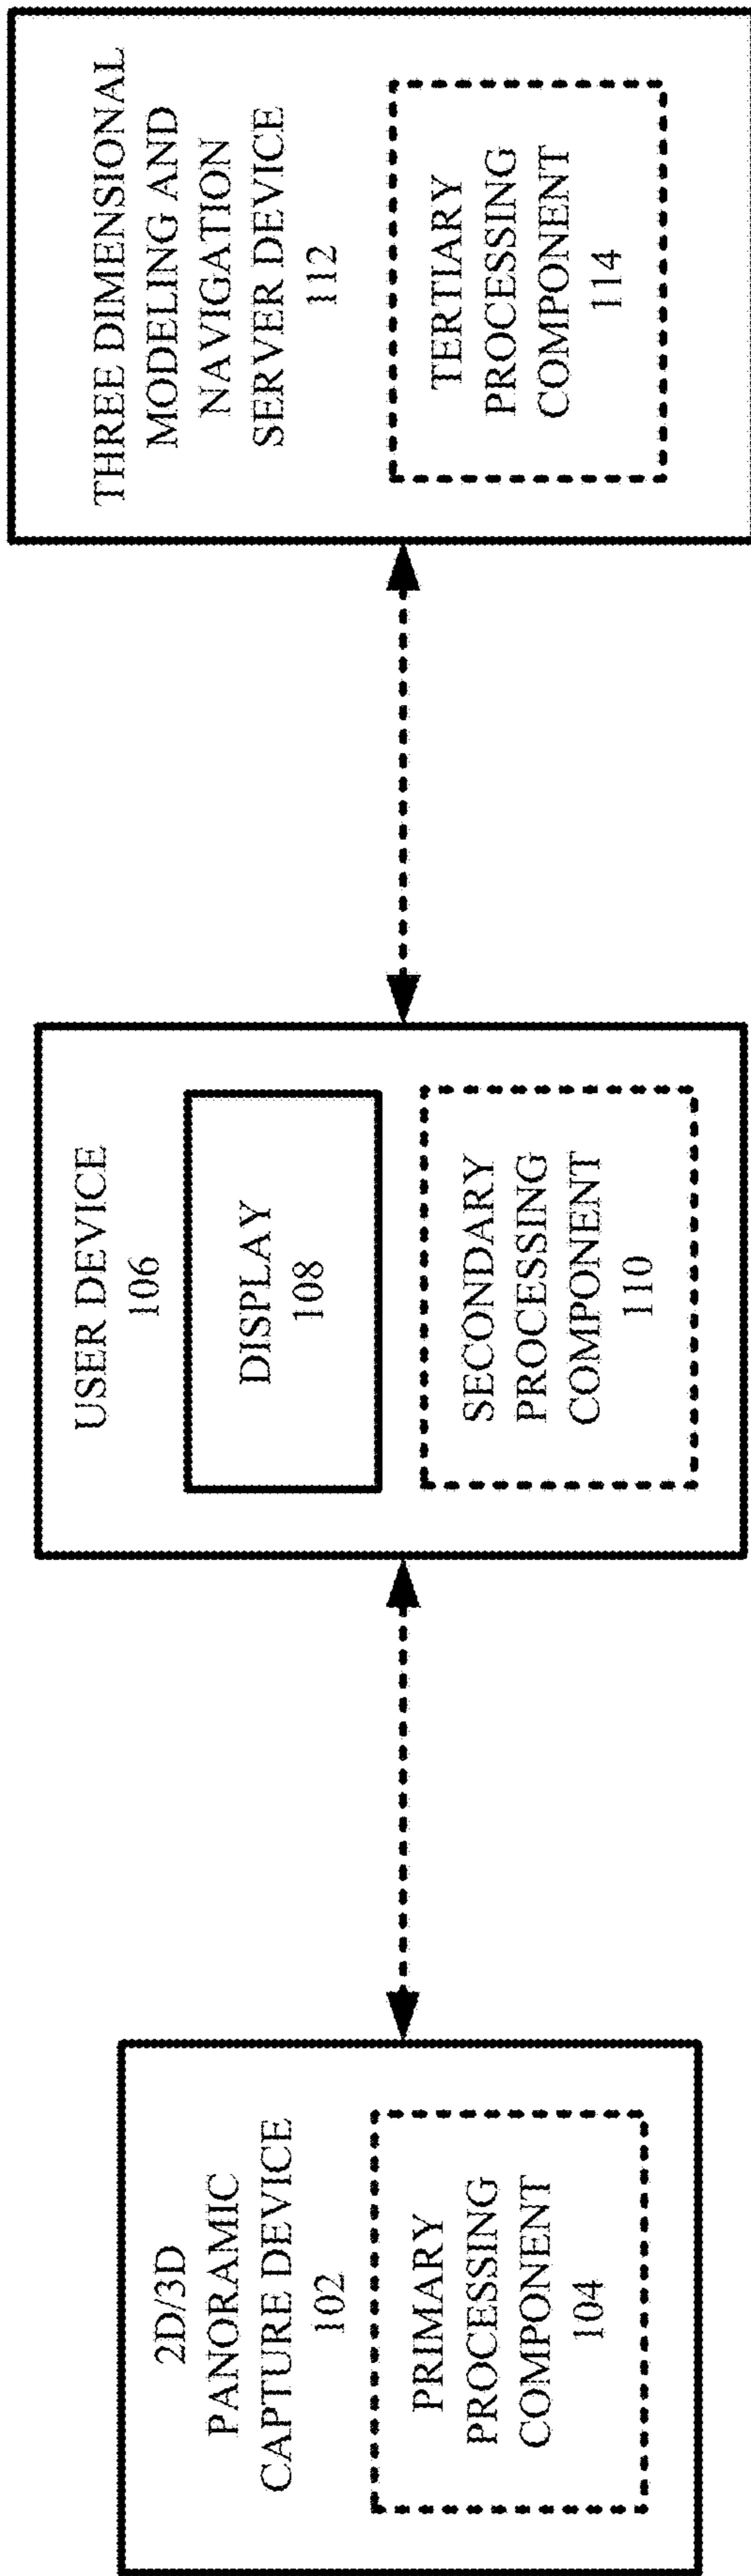 2D/3D
PANORAMIC
CAPTURE DEVICE
102
PRIMARY
PROCESSING
COMPONENT
104
USER DEVICE
106
DISPLAY
108
SECONDARY
PROCESSING
COMPONENT
110
THREE DIMENSIONAL
MODELING AND
NAVIGATION
SERVER DEVICE
112
TERTIARY
PROCESSING
COMPONENT
114